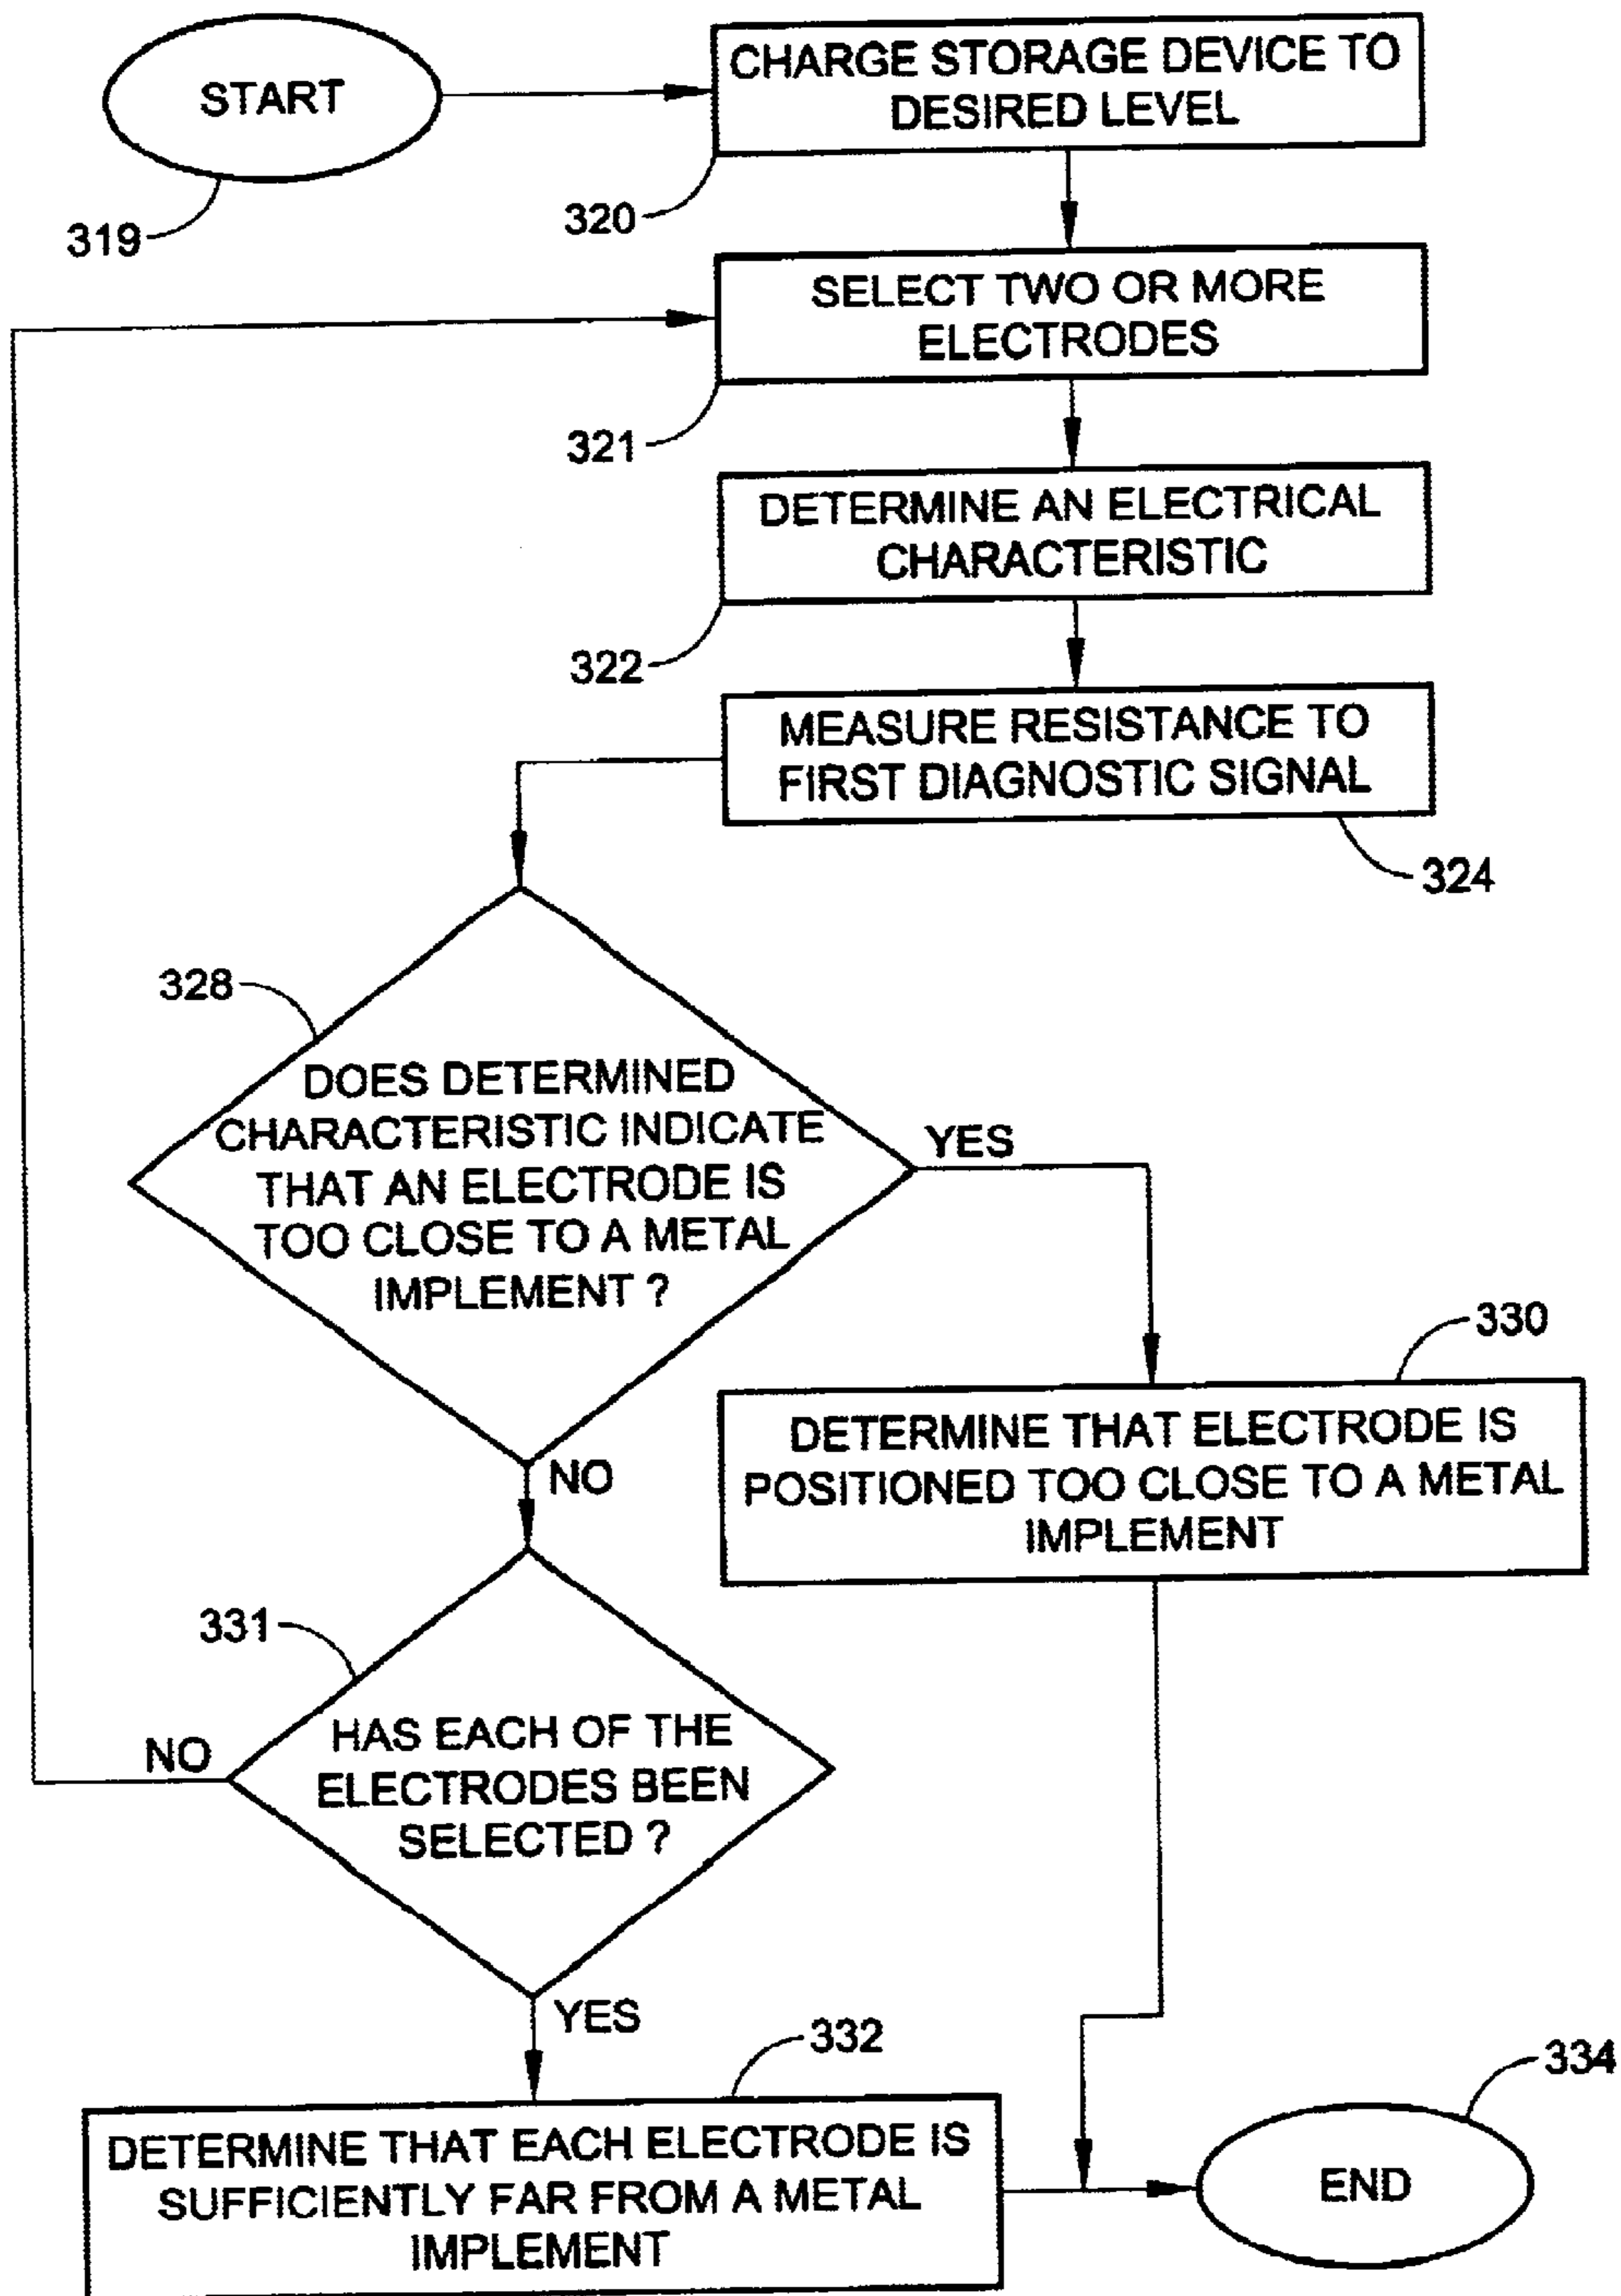 START
319
CHARGE STORAGE DEVICE TO
DESIRED LEVEL
320
SELECT TWO OR MORE
ELECTRODES
321
DETERMINE AN ELECTRICAL
CHARACTERISTIC
322
MEASURE RESISTANCE TO
FIRST DIAGNOSTIC SIGNAL
324
328
DOES DETERMINED
CHARACTERISTIC INDICATE
THAT AN ELECTRODE IS
TOO CLOSE TO A METAL
IMPLEMENT ?
YES
NO
330
DETERMINE THAT ELECTRODE IS
POSITIONED TOO CLOSE TO A METAL
IMPLEMENT
331
HAS EACH OF THE
ELECTRODES BEEN
SELECTED ?
NO
YES
332
DETERMINE THAT EACH ELECTRODE IS
SUFFICIENTLY FAR FROM A METAL
IMPLEMENT
334
END